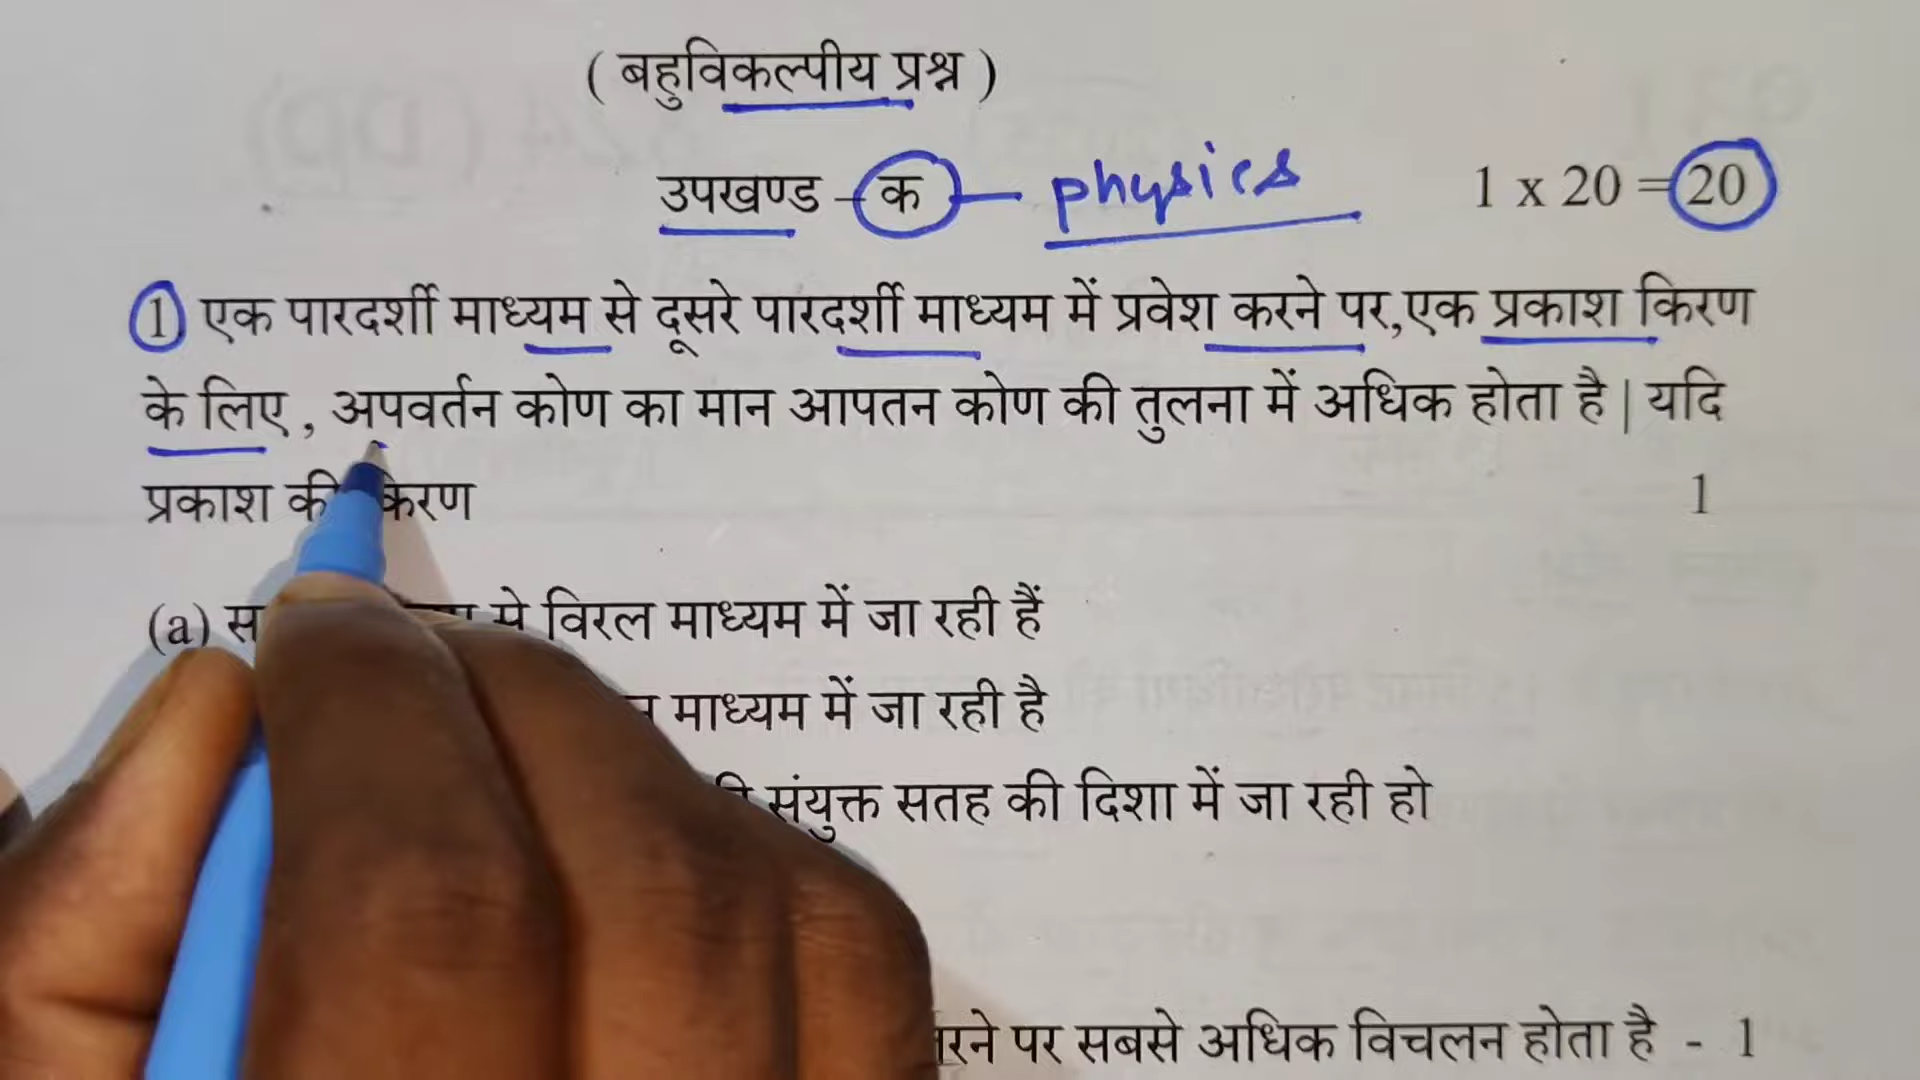 ( बहुविकल्पीय प्रश्न )
उपखण्ड – क – physics 1 x 20 = 20
1 एक पारदर्शी माध्यम से दूसरे पारदर्शी माध्यम में प्रवेश करने पर,एक प्रकाश किरण
के लिए , अपवर्तन कोण का मान आपतन कोण की तुलना में अधिक होता है | यदि
प्रकाश की किरण 1
(a) विरल माध्यम में जा रही हैं
माध्यम में जा रही है
संयुक्त सतह की दिशा में जा रही हो
पर सबसे अधिक विचलन होता है - 1